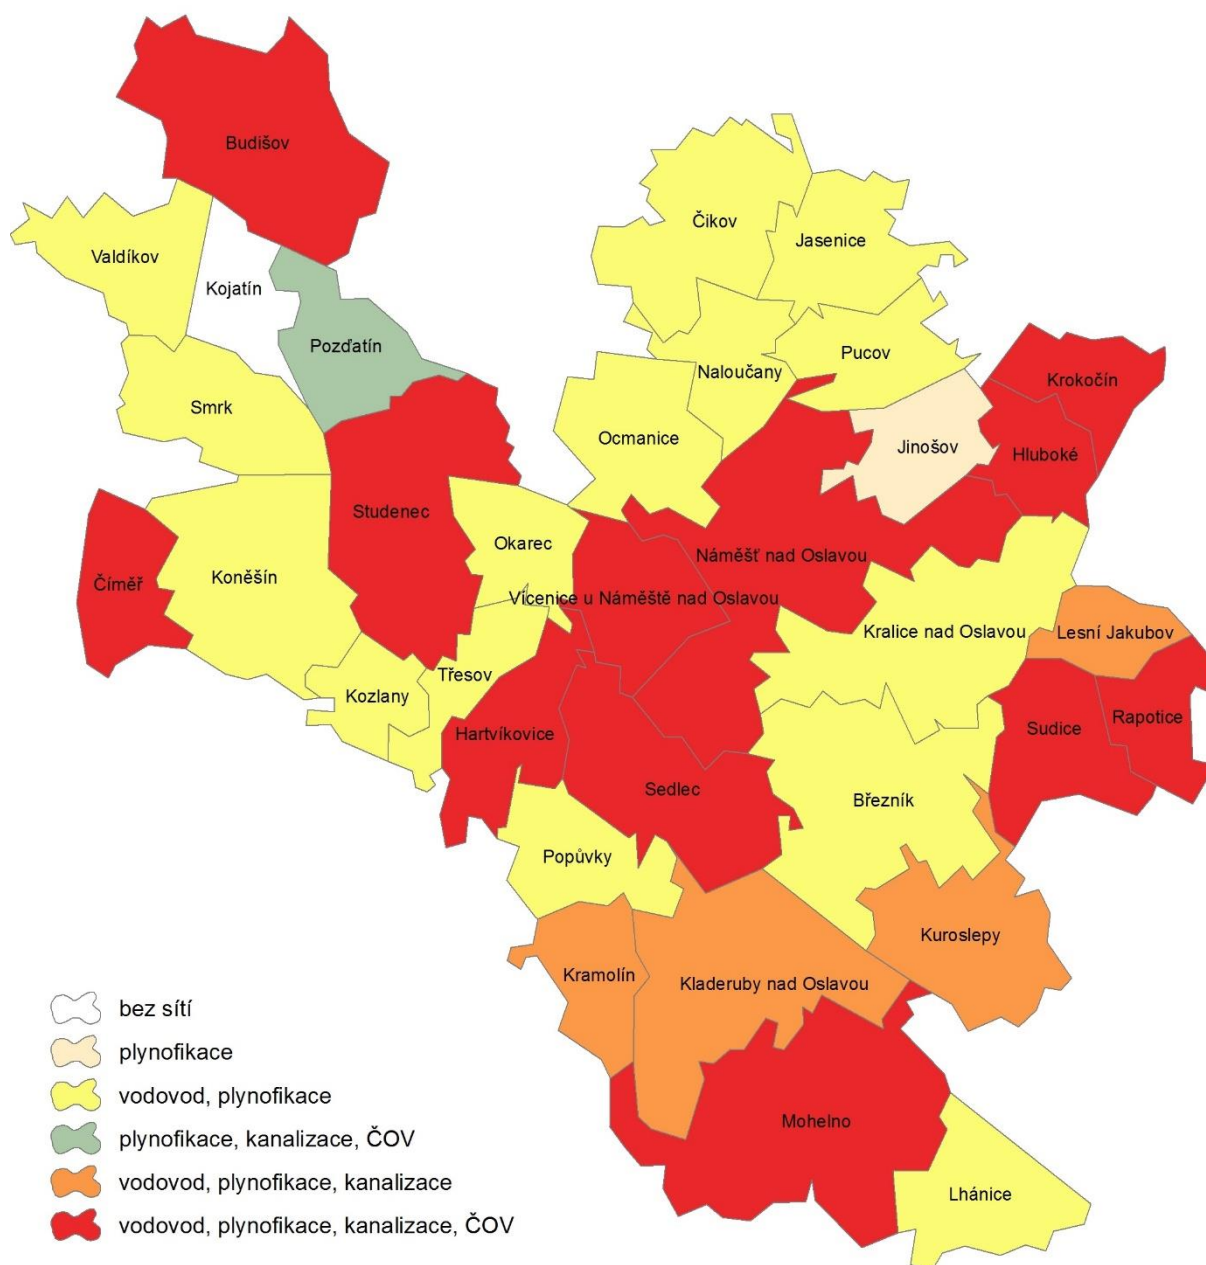 Budišov
Čikov
Jasenice
Valdíkov
Kojatín
Pozďatín
Pucov
Naloučany
Krokočín
Smrk
Ocmanice
Jinošov
Hluboké
Studenec
Okarec
Náměšť nad Oslavou
Koněšín
Číměř
Vícenice u Náměště nad Oslavou
Kralice nad Oslavou
Lesní Jakubov
Třesov
Kozlany
Hartvíkovice
Sudice
Rapotice
Sedlec
Březník
Popůvky
Kuroslepy
Kramolín
Kladeruby nad Oslavou
Mohelno
Lhánice
bez sítí
plynofikace
vodovod, plynofikace
plynofikace, kanalizace, ČOV
vodovod, plynofikace, kanalizace
vodovod, plynofikace, kanalizace, ČOV